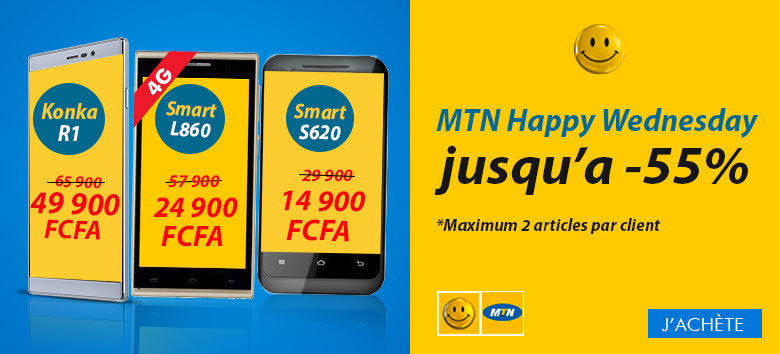 Konka
R1
65 900
49 900
FCFA
4G
Smart
L860
57 900
24 900
FCFA
Smart
S620
29 900
14 900
FCFA
MTN Happy Wednesday
jusqu'a -55%
*Maximum 2 articles par client
MTN
J'ACHÈTE